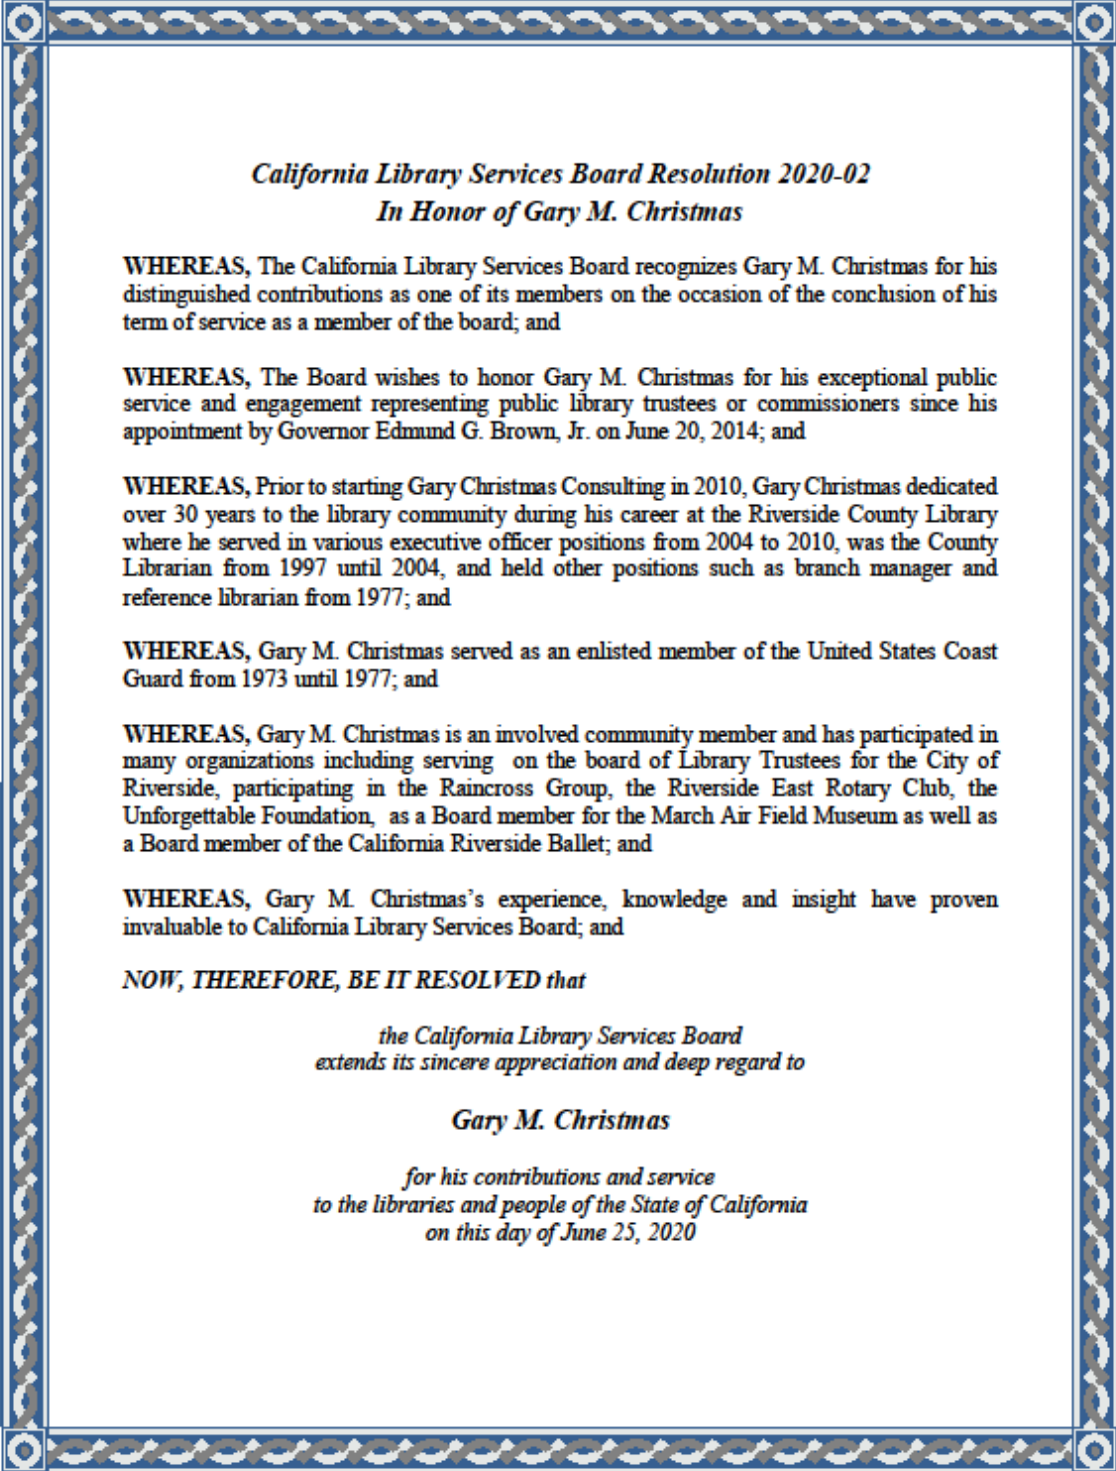 California Library Services Board Resolution 2020-02
In Honor of Gary M. Christmas
WHEREAS, The California Library Services Board recognizes Gary M. Christmas for his
distinguished contributions as one of its members on the occasion of the conclusion of his
term of service as a member of the board; and
WHEREAS, The Board wishes to honor Gary M. Christmas for his exceptional public
service and engagement representing public library trustees or commissioners since his
appointment by Governor Edmund G. Brown, Jr. on June 20, 2014; and
WHEREAS, Prior to starting Gary Christmas Consulting in 2010, Gary Christmas dedicated
over 30 years to the library community during his career at the Riverside County Library
where he served in various executive officer positions from 2004 to 2010, was the County
Librarian from 1997 until 2004, and held other positions such as branch manager and
reference librarian from 1977; and
WHEREAS, Gary M. Christmas served as an enlisted member of the United States Coast
Guard from 1973 until 1977; and
WHEREAS, Gary M. Christmas is an involved community member and has participated in
many organizations including serving on the board of Library Trustees for the City of
Riverside, participating in the Raincross Group, the Riverside East Rotary Club, the
Unforgettable Foundation, as a Board member for the March Air Field Museum as well as
a Board member of the California Riverside Ballet; and
WHEREAS, Gary M. Christmas’s experience, knowledge and insight have proven
invaluable to California Library Services Board; and
NOW, THEREFORE, BE IT RESOLVED that
the California Library Services Board
extends its sincere appreciation and deep regard to
Gary M. Christmas
for his contributions and service
to the libraries and people of the State of California
on this day of June 25, 2020